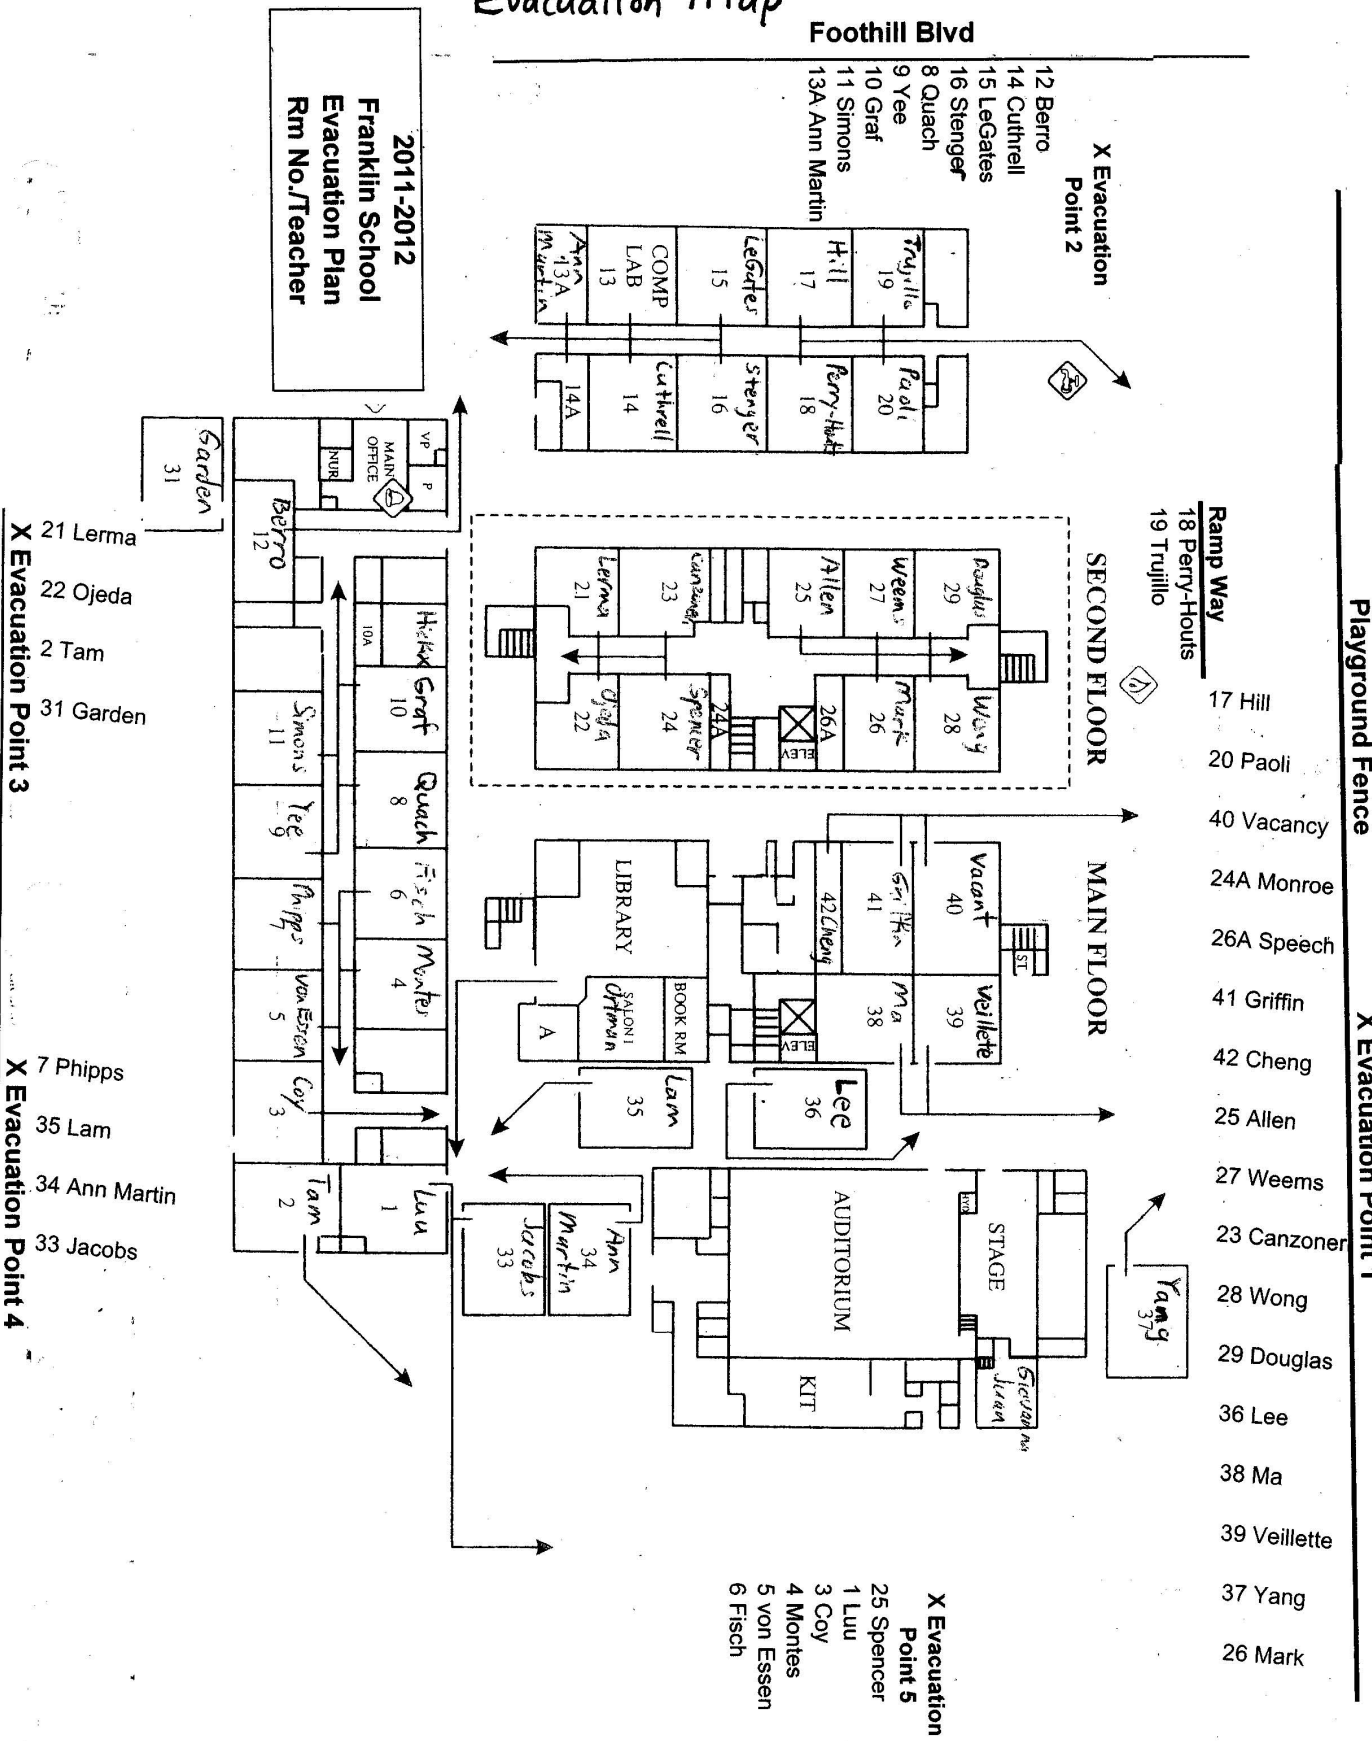 Evacuation Map
Foothill Blvd
12 Berro
14 Cuthrell
15 LeGates
16 Stenger
8 Quach
9 Yee
10 Graf
11 Simons
13A Ann Martin
X Evacuation
Point 2
2011-2012
Franklin School
Evacuation Plan
Rm No./Teacher
Trujillo
19
Hill
17
LeGates
15
COMP
LAB
13
Ann
Martin
13A
Paoli
20
Perry-Houts
18
Stenger
16
Cuthrell
14
14A
Playground Fence
X Evacuation Point 1
Ramp Way
18 Perry-Houts
19 Trujillo
17 Hill
20 Paoli
40 Vacancy
24A Monroe
26A Speech
41 Griffin
42 Cheng
25 Allen
27 Weems
23 Canzoner
28 Wong
29 Douglas
36 Lee
38 Ma
39 Veillette
37 Yang
26 Mark
SECOND FLOOR
Douglas
29
Weems
27
Allen
25
23
Lerma
21
Wong
28
Mark
26
26A
ELEV
24A
Spencer
24
Ojeda
22
MAIN FLOOR
Vacant
40
41
42 Cheng
LIBRARY
ST
Veillete
39
Ma
38
ELEV
BOOK RM
SALON 1
Ortman
A
Lee
36
Lam
35
VP
P
MAIN
OFFICE
NUR
Garden
31
Berro
12
10A
Graf
10
Quach
8
Fisch
6
Montes
4
Simons
11
Yee
9
Phipps
7
von Essen
5
Coy
3
Tam
2
Luu
1
Jacobs
33
Ann
Martin
34
AUDITORIUM
STAGE
KIT
Giovanna
Juan
Yang
37
21 Lerma
22 Ojeda
2 Tam
31 Garden
X Evacuation Point 3
7 Phipps
35 Lam
34 Ann Martin
33 Jacobs
X Evacuation Point 4
X Evacuation
Point 5
25 Spencer
1 Luu
3 Coy
4 Montes
5 von Essen
6 Fisch